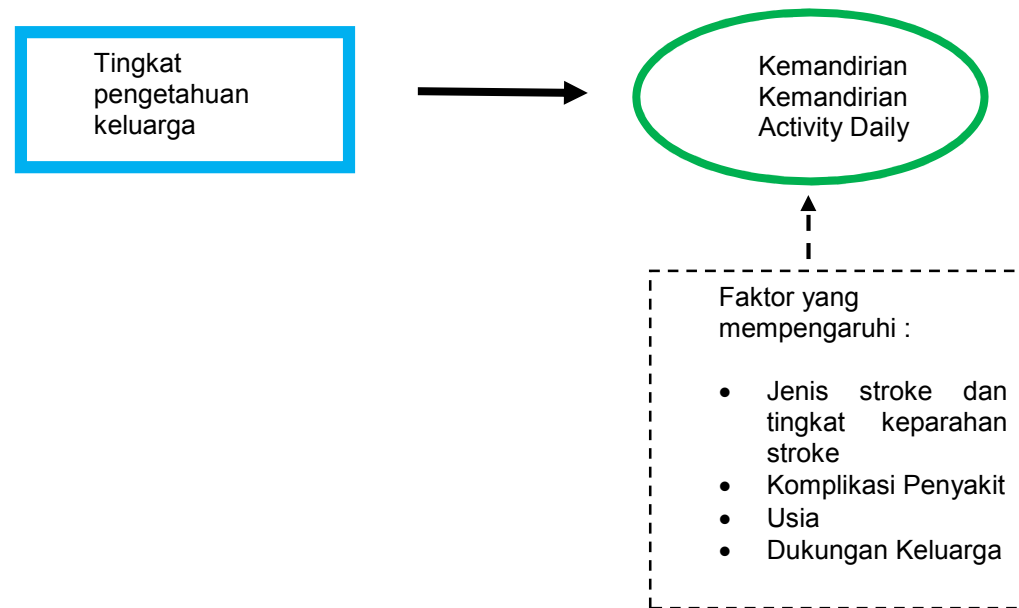 Tingkat
pengetahuan
keluarga
Kemandirian
Kemandirian
Activity Daily
Faktor yang
mempengaruhi :
• Jenis stroke dan
tingkat keparahan
stroke
• Komplikasi Penyakit
• Usia
• Dukungan Keluarga